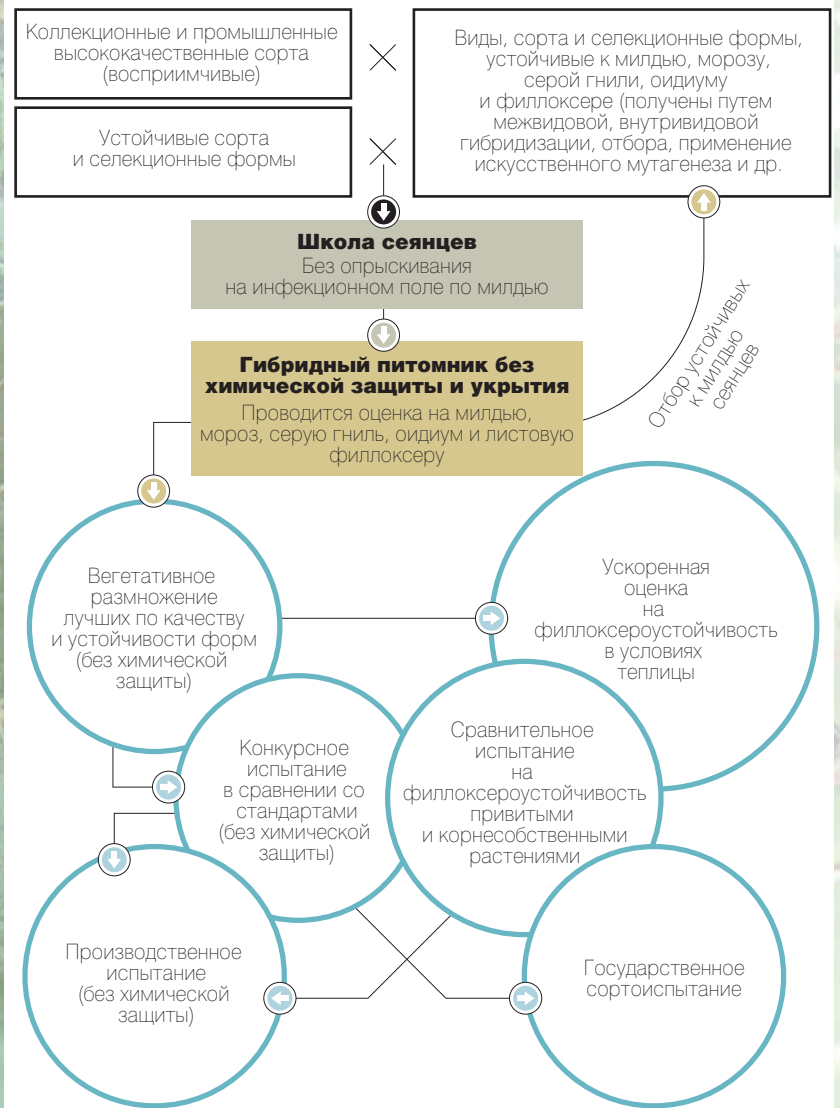 Коллекционные и промышленные
высококачественные сорта
(восприимчивые)
Устойчивые сорта
и селекционные формы
Виды, сорта и селекционные формы,
устойчивые к милдью, морозу,
серой гнили, оидиуму
и филлоксере (получены путем
межвидовой, внутривидовой
гибридизации, отбора, применение
искусственного мутагенеза и др.
Школа сеянцев
Без опрыскивания
на инфекционном поле по милдью
Гибридный питомник без
химической защиты и укрытия
Проводится оценка на милдью,
мороз, серую гниль, оидиум и листовую
филлоксеру
Отбор устойчивых
к милдью
сеянцев
Вегетативное
размножение
лучших по качеству
и устойчивости форм
(без химической
защиты)
Ускоренная
оценка
на
филлоксероустойчивость
в условиях
теплицы
Конкурсное
испытание
в сравнении со
стандартами
(без химической
защиты)
Сравнительное
испытание
на
филлоксероустойчивость
привитыми
и корнесобственными
растениями
Производственное
испытание
(без химической
защиты)
Государственное
сортоиспытание